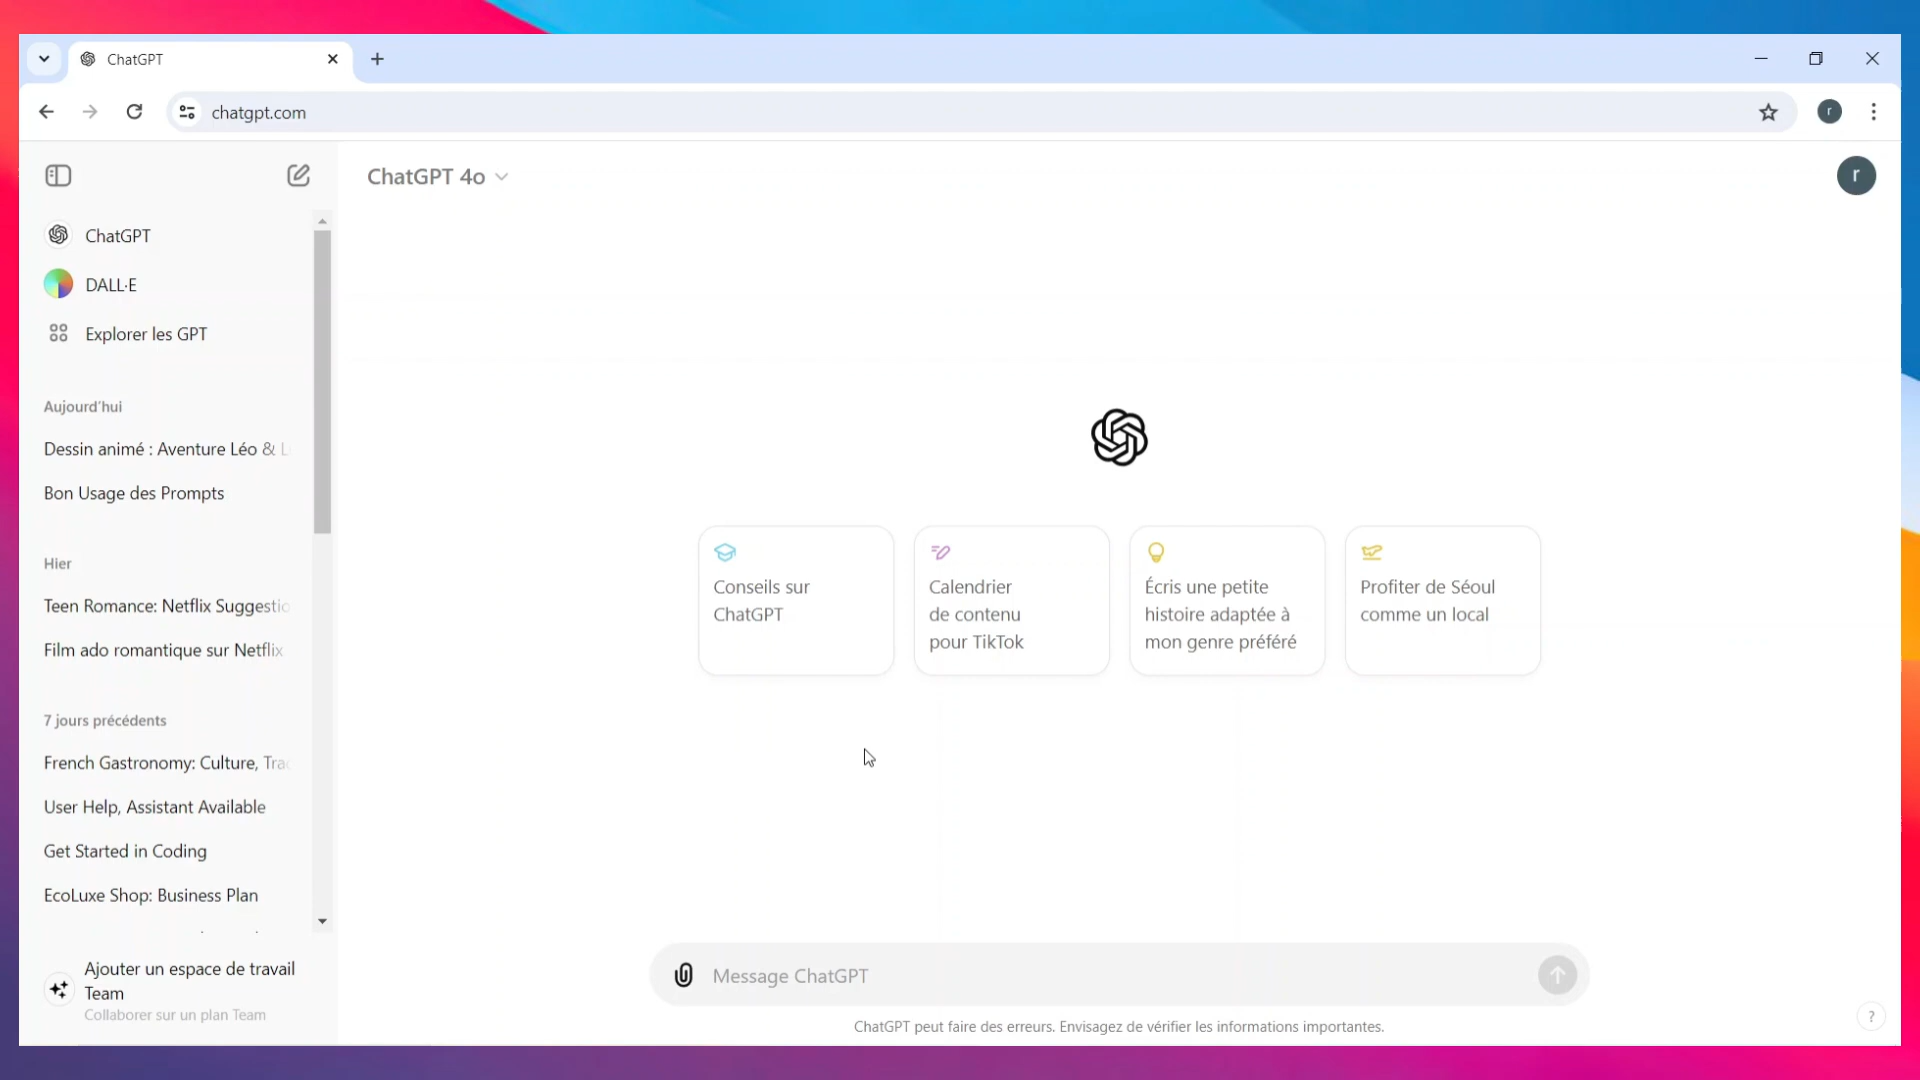 ChatGPT
chatgpt.com
r
ChatGPT 4o
r
ChatGPT
DALL·E
Explorer les GPT
Aujourd'hui
Dessin animé : Aventure Léo & L
Bon Usage des Prompts
Hier
Teen Romance: Netflix Suggestio
Film ado romantique sur Netflix
7 jours précédents
French Gastronomy: Culture, Trad
User Help, Assistant Available
Get Started in Coding
EcoLuxe Shop: Business Plan
Ajouter un espace de travail
Team
Collaborer sur un plan Team
Conseils sur
ChatGPT
Calendrier
de contenu
pour TikTok
Écris une petite
histoire adaptée à
mon genre préféré
Profiter de Séoul
comme un local
Message ChatGPT
ChatGPT peut faire des erreurs. Envisagez de vérifier les informations importantes.
?